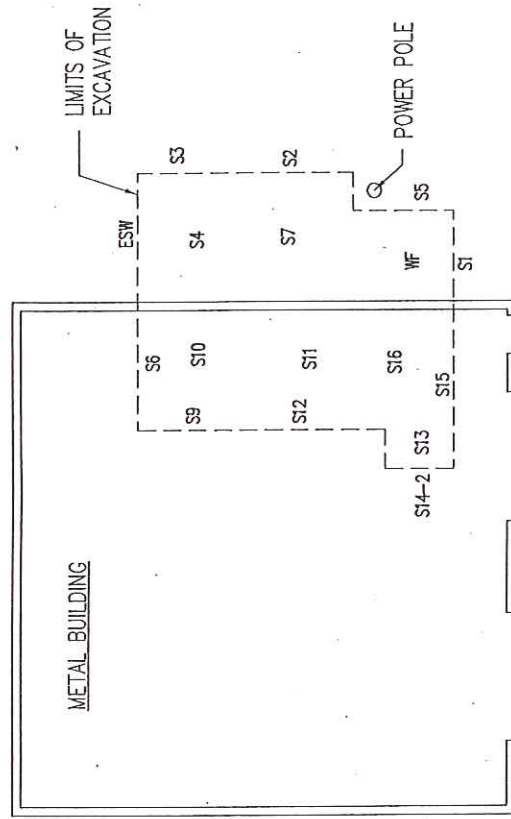 LIMITS OF
EXCAVATION
ESW
S3
S4
S2
S7
POWER POLE
S5
WF
S1
S6
S10
S9
S11
S12
S16
S15
S13
S14-2
METAL BUILDING